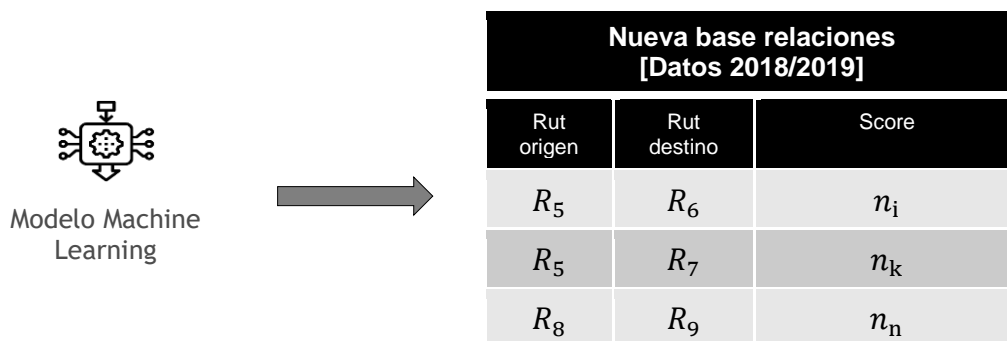 Nueva base relaciones
[Datos 2018/2019]
Rut origen Rut destino Score
Modelo Machine
Learning
R₅ R₆ nᵢ
R₅ R₇ nₖ
R₈ R₉ nₙ